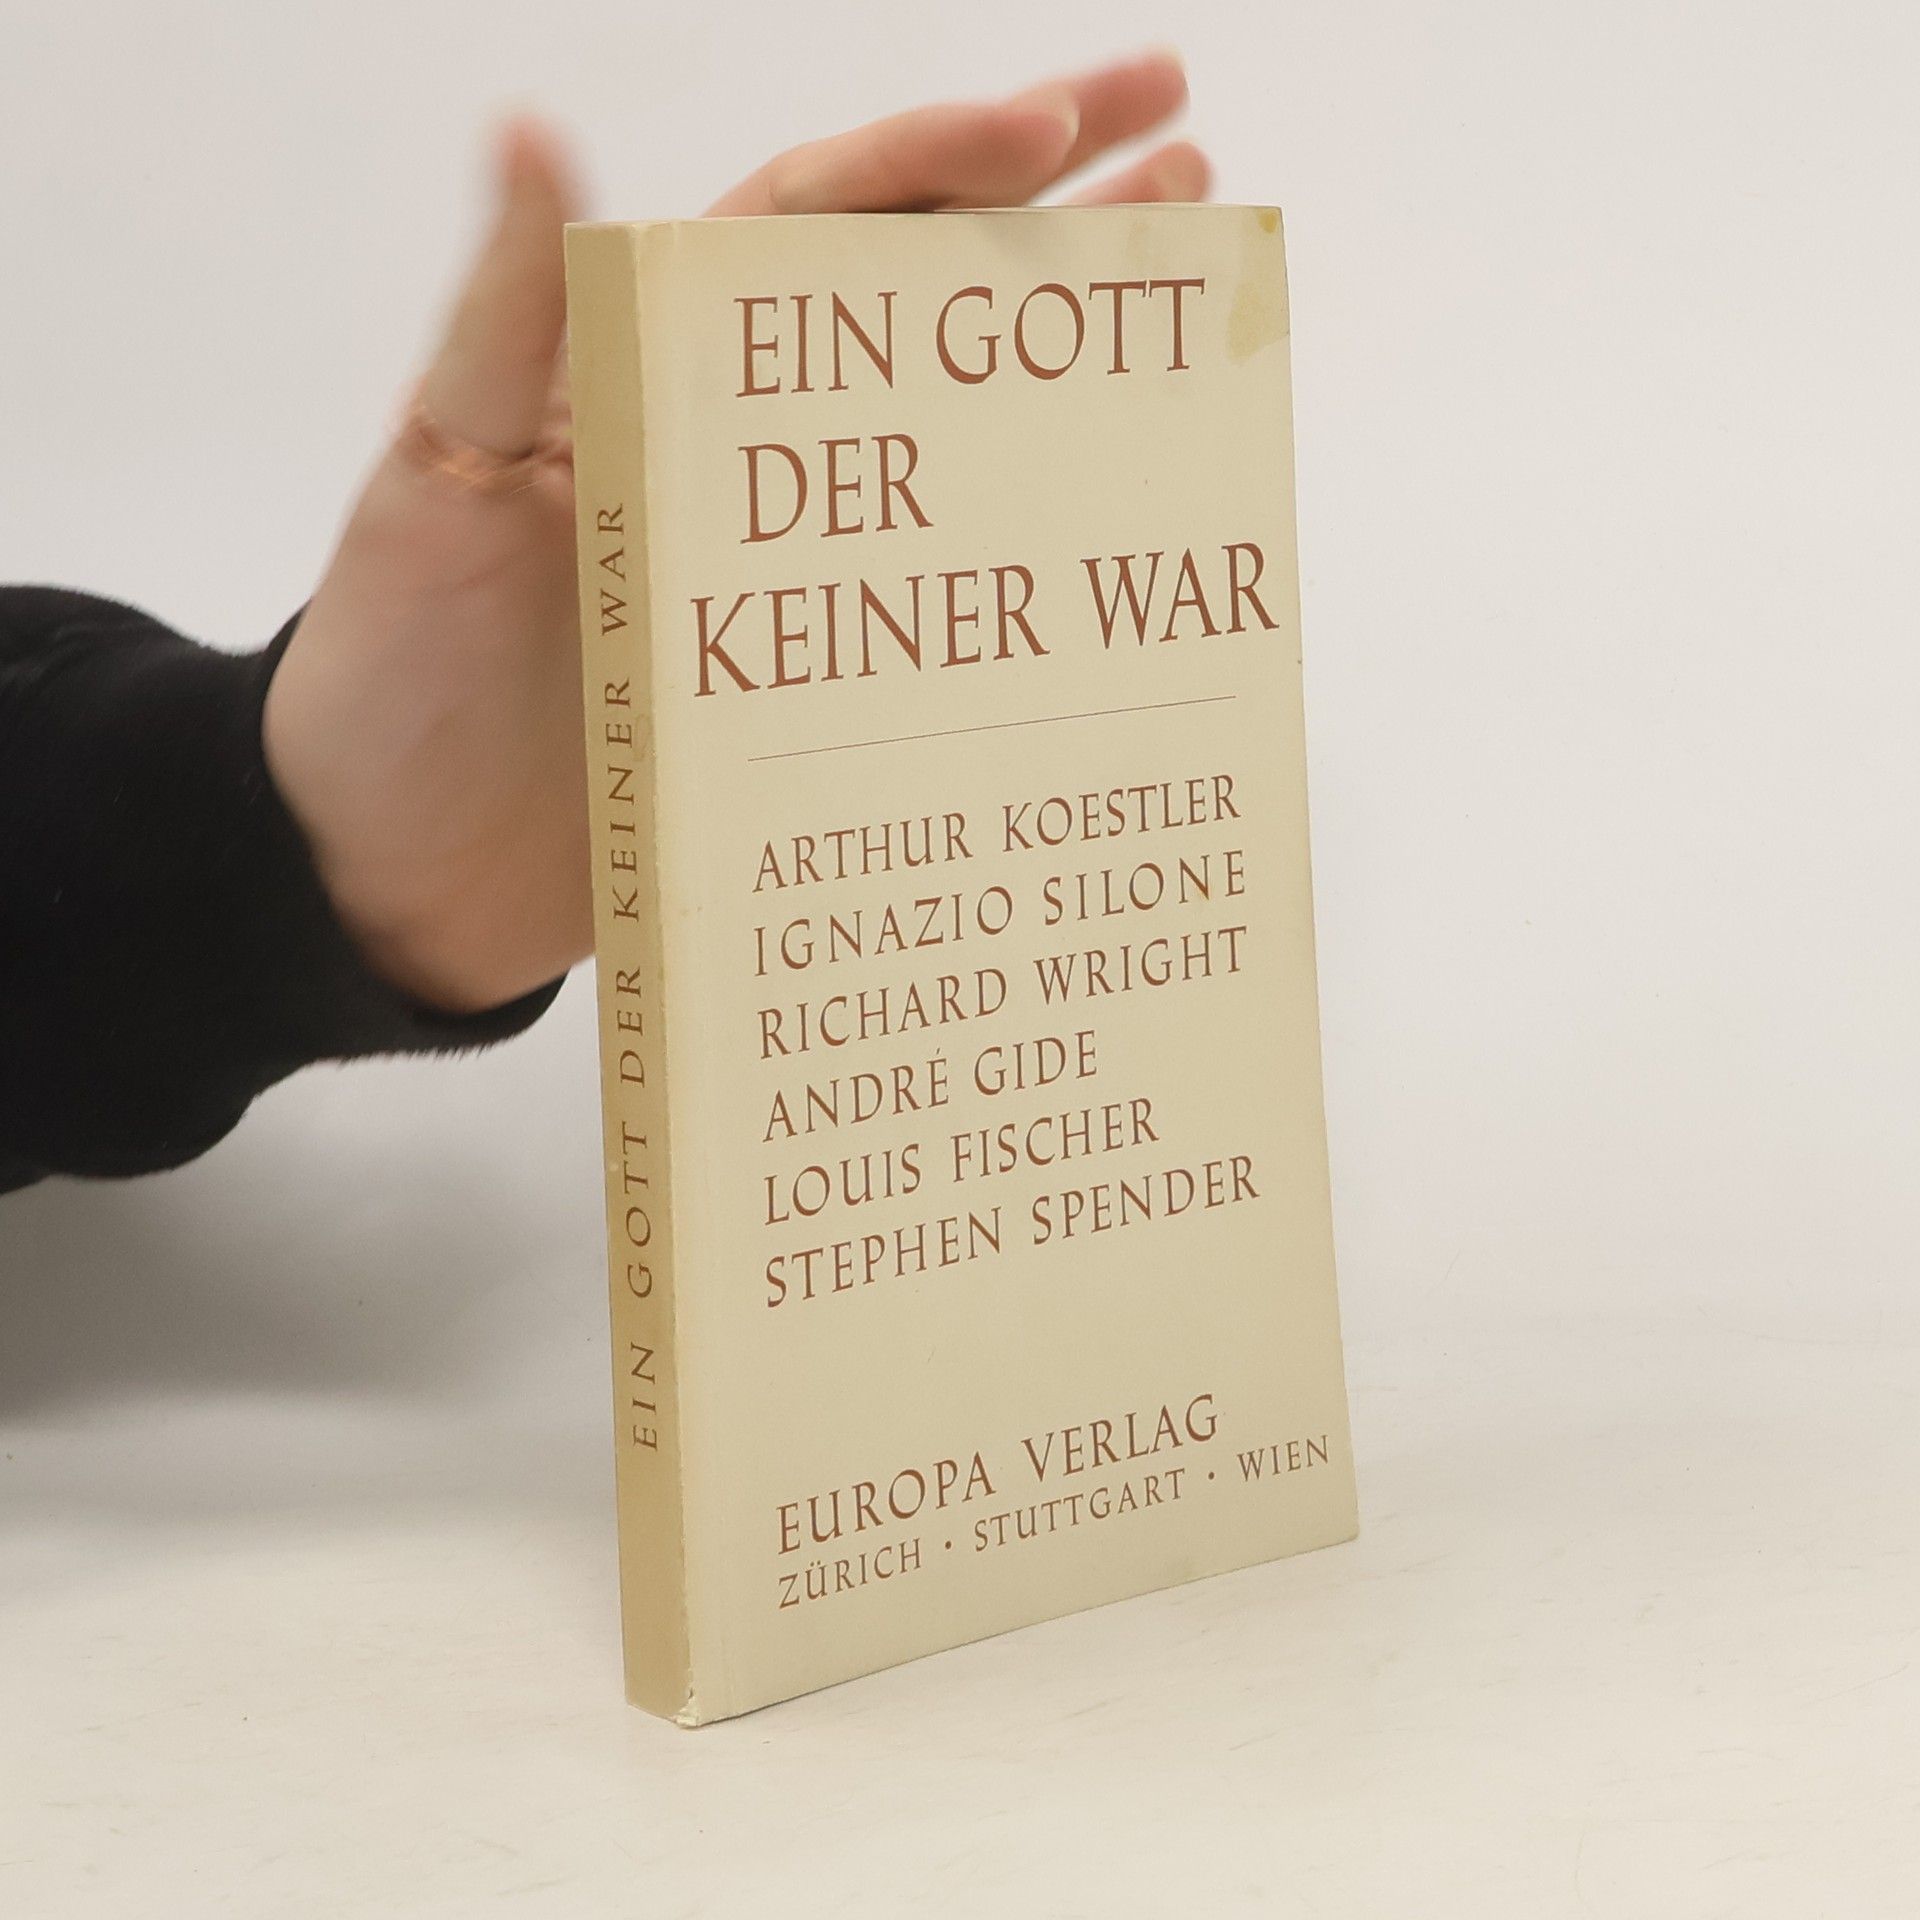 EIN GOTT DER KEINER WAR
EIN GOTT
DER
KEINER WAR
ARTHUR KOESTLER
IGNAZIO SILONE
RICHARD WRIGHT
ANDRÉ GIDE
LOUIS FISCHER
STEPHEN SPENDER
EUROPA VERLAG
ZÜRICH · STUTTGART · WIEN